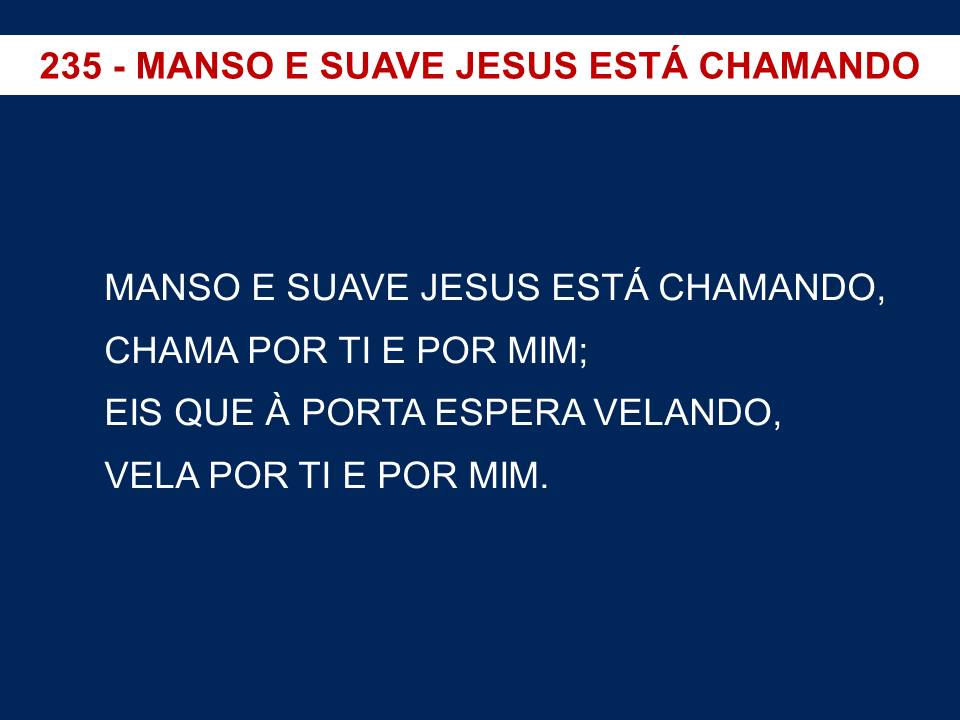 235 - MANSO E SUAVE JESUS ESTÁ CHAMANDO
MANSO E SUAVE JESUS ESTÁ CHAMANDO,
CHAMA POR TI E POR MIM;
EIS QUE À PORTA ESPERA VELANDO,
VELA POR TI E POR MIM.